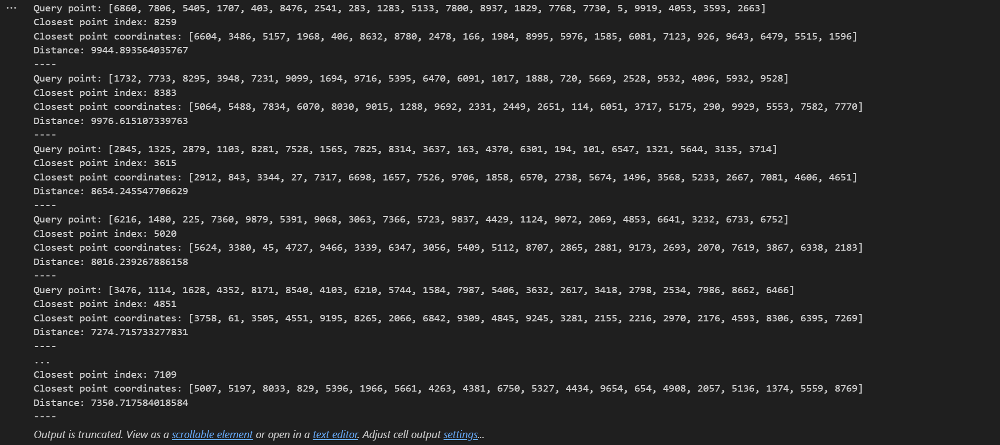 ...
Query point: [6860, 7806, 5405, 1707, 403, 8476, 2541, 283, 1283, 5133, 7800, 8937, 1829, 7768, 7730, 5, 9919, 4053, 3593, 2663]
Closest point index: 8259
Closest point coordinates: [6604, 3486, 5157, 1968, 406, 8632, 8780, 2478, 166, 1984, 8995, 5976, 1585, 6081, 7123, 926, 9643, 6479, 5515, 1596]
Distance: 9944.893564035767
----
Query point: [1732, 7733, 8295, 3948, 7231, 9099, 1694, 9716, 5395, 6470, 6091, 1017, 1888, 720, 5669, 2528, 9532, 4096, 5932, 9528]
Closest point index: 8383
Closest point coordinates: [5064, 5488, 7834, 6070, 8030, 9015, 1288, 9692, 2331, 2449, 2651, 114, 6051, 3717, 5175, 290, 9929, 5553, 7582, 7770]
Distance: 9976.615107339763
----
Query point: [2845, 1325, 2879, 1103, 8281, 7528, 1565, 7825, 8314, 3637, 163, 4370, 6301, 194, 101, 6547, 1321, 5644, 3135, 3714]
Closest point index: 3615
Closest point coordinates: [2912, 843, 3344, 27, 7317, 6698, 1657, 7526, 9706, 1858, 6570, 2738, 5674, 1496, 3568, 5233, 2667, 7081, 4606, 4651]
Distance: 8654.245547706629
----
Query point: [6216, 1480, 225, 7360, 9879, 5391, 9068, 3063, 7366, 5723, 9837, 4429, 1124, 9072, 2069, 4853, 6641, 3232, 6733, 6752]
Closest point index: 5020
Closest point coordinates: [5624, 3380, 45, 4727, 9466, 3339, 6347, 3056, 5409, 5112, 8707, 2865, 2881, 9173, 2693, 2070, 7619, 3867, 6338, 2183]
Distance: 8016.239267886158
----
Query point: [3476, 1114, 1628, 4352, 8171, 8540, 4103, 6210, 5744, 1584, 7987, 5406, 3632, 2617, 3418, 2798, 2534, 7986, 8662, 6466]
Closest point index: 4851
Closest point coordinates: [3758, 61, 3505, 4551, 9195, 8265, 2066, 6842, 9309, 4845, 9245, 3281, 2155, 2216, 2970, 2176, 4593, 8306, 6395, 7269]
Distance: 7274.715733277831
----
...
Closest point index: 7109
Closest point coordinates: [5007, 5197, 8033, 829, 5396, 1966, 5661, 4263, 4381, 6750, 5327, 4434, 9654, 654, 4908, 2057, 5136, 1374, 5559, 8769]
Distance: 7350.717584018584
----
Output is truncated. View as a scrollable element or open in a text editor. Adjust cell output settings...